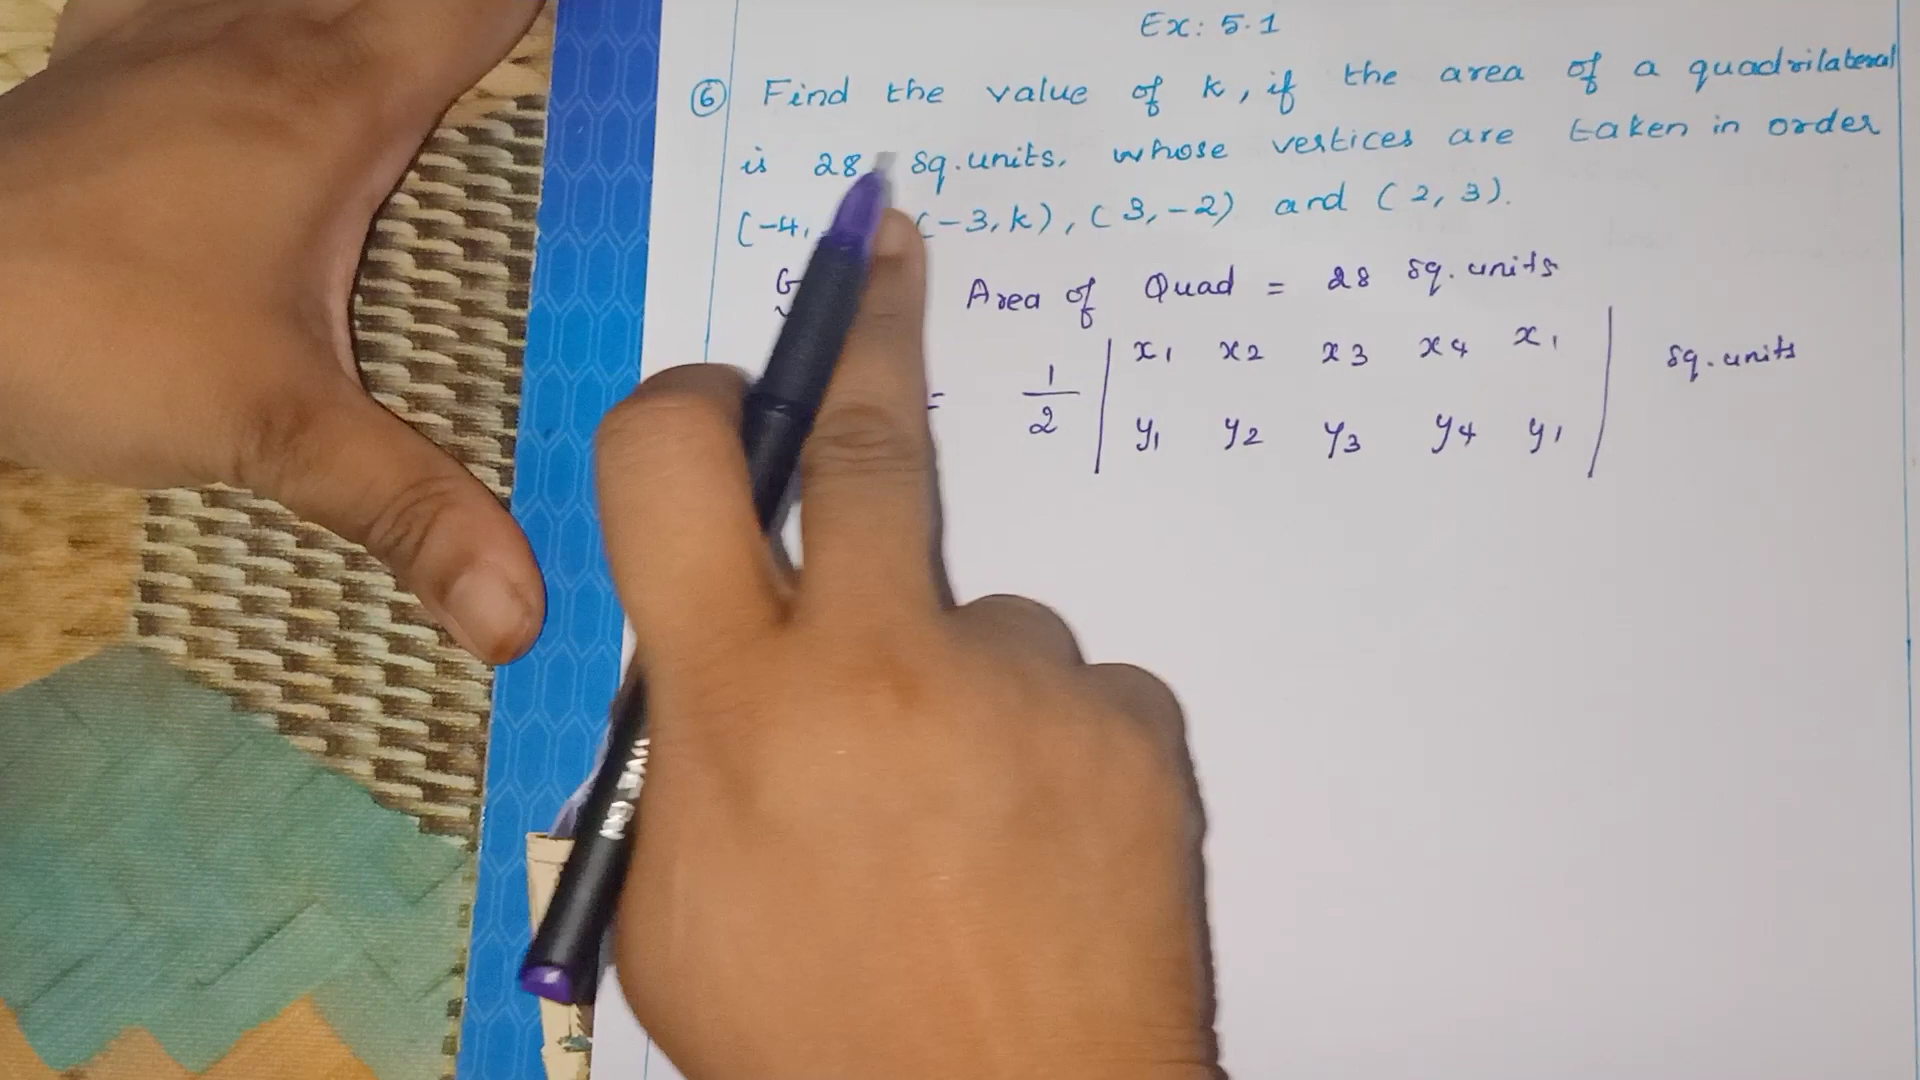 Ex: 5.1
⑥ Find the value of k, if the area of a quadrilateral
is 28 sq.units. whose vertices are taken in order
(-4, (-3, k), (3, -2) and (2, 3).
Area of Quad = 28 sq. units
= 1/2 | x1 x2 x3 x4 x1 | sq. units
y1 y2 y3 y4 y1